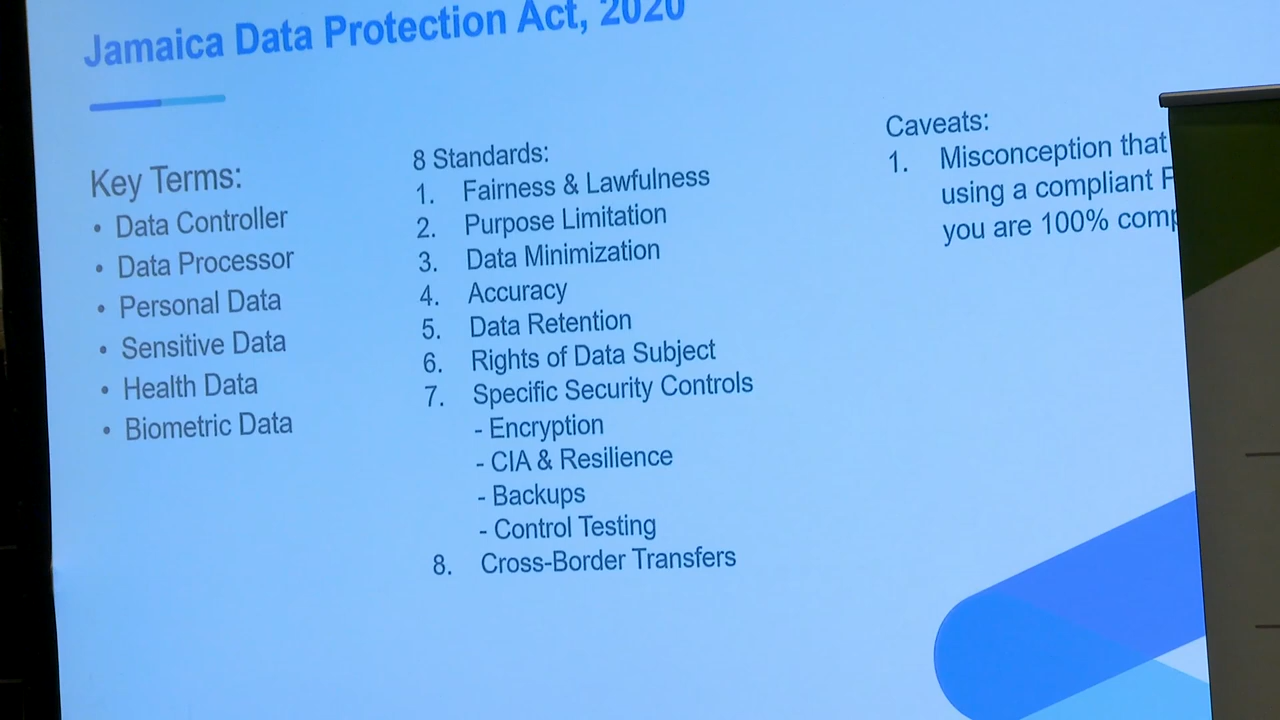 Jamaica Data Protection Act, 2020
Key Terms:
• Data Controller
• Data Processor
• Personal Data
• Sensitive Data
• Health Data
• Biometric Data
8 Standards:
1. Fairness & Lawfulness
2. Purpose Limitation
3. Data Minimization
4. Accuracy
5. Data Retention
6. Rights of Data Subject
7. Specific Security Controls
- Encryption
- CIA & Resilience
- Backups
- Control Testing
8. Cross-Border Transfers
Caveats:
1. Misconception that
using a compliant
you are 100%